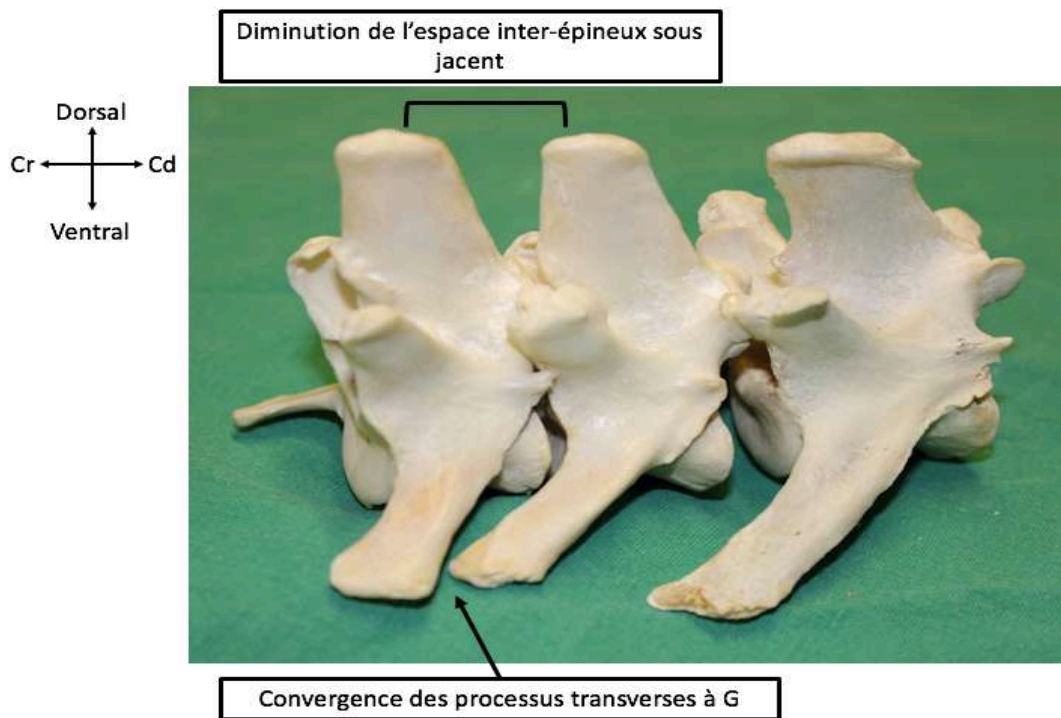 Diminution de l’espace inter-épineux sous
jacent
Dorsal
Cr
Cd
Ventral
Convergence des processus transverses à G